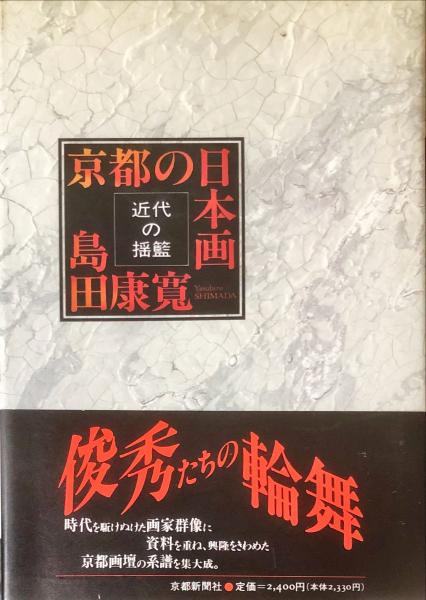 京都の日本画
近代
の
揺籃
島田康寛
Yasuhiro
SHIMADA
俊秀たちの輪舞
時代を駆けぬけた画家群像に
資料を重ね、興隆をきわめた
京都画壇の系譜を集大成。
京都新聞社●定価=2,400円(本体2,330円)